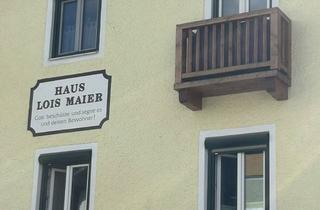 HAUS
LOIS MAIER
Gott beschütze und segne es
und deinen Bewohner!